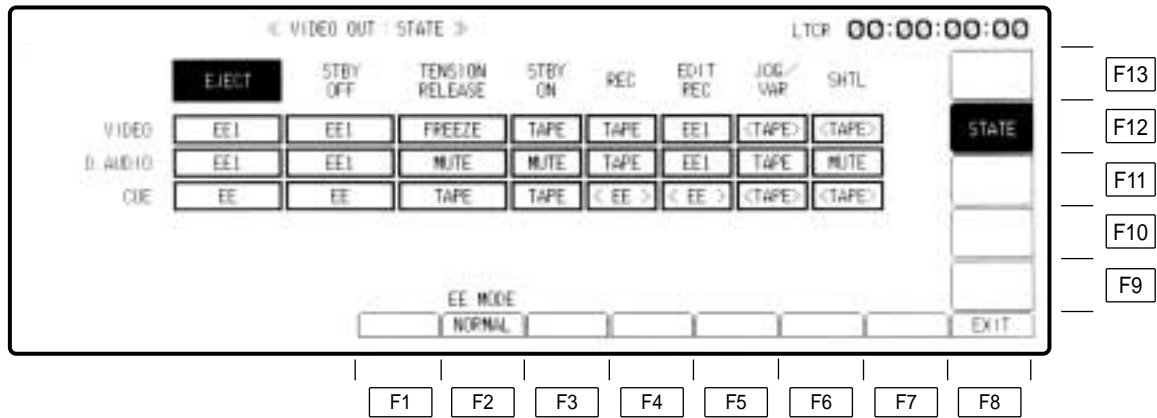 ≪ VIDEO OUT : STATE ≫ LTCR 00:00:00:00
EJECT STBY OFF TENSION RELEASE STBY ON REC EDIT REC JOG/VAR SHTL F13
VIDEO EE1 EE1 FREEZE TAPE TAPE EE1 <TAPE> <TAPE> STATE F12
D.AUDIO EE1 EE1 MUTE MUTE TAPE EE1 TAPE MUTE F11
CUE EE EE TAPE TAPE < EE > < EE > <TAPE> <TAPE>
F10
F9
EE MODE
NORMAL EXIT
F1 F2 F3 F4 F5 F6 F7 F8